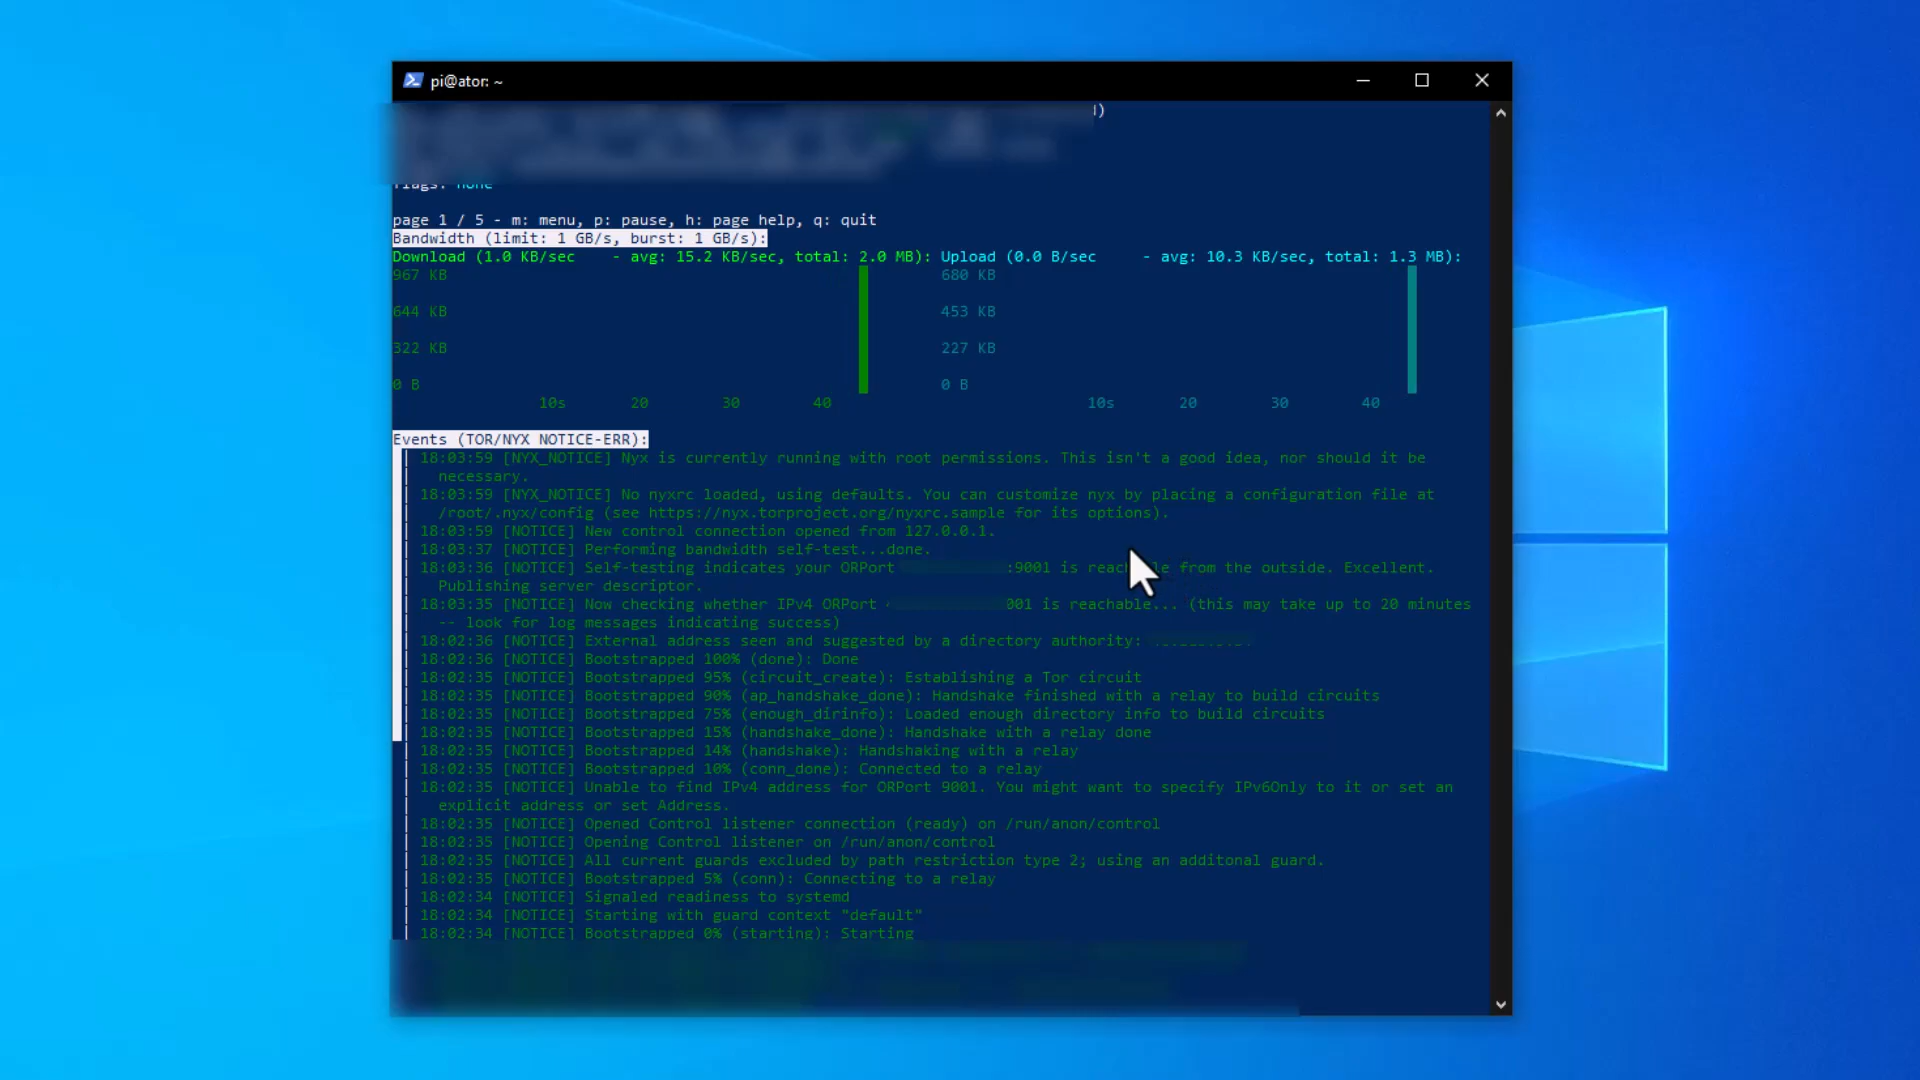 pi@ator: ~
)
flags: none
page 1 / 5 - m: menu, p: pause, h: page help, q: quit
Bandwidth (limit: 1 GB/s, burst: 1 GB/s):
Download (1.0 KB/sec - avg: 15.2 KB/sec, total: 2.0 MB): Upload (0.0 B/sec - avg: 10.3 KB/sec, total: 1.3 MB):
967 KB 680 KB
644 KB 453 KB
322 KB 227 KB
0 B 0 B
10s 20 30 40 10s 20 30 40
Events (TOR/NYX NOTICE-ERR):
18:03:59 [NYX_NOTICE] Nyx is currently running with root permissions. This isn't a good idea, nor should it be
necessary.
18:03:59 [NYX_NOTICE] No nyxrc loaded, using defaults. You can customize nyx by placing a configuration file at
/root/.nyx/config (see https://nyx.torproject.org/nyxrc.sample for its options).
18:03:59 [NOTICE] New control connection opened from 127.0.0.1.
18:03:37 [NOTICE] Performing bandwidth self-test...done.
18:03:36 [NOTICE] Self-testing indicates your ORPort :9001 is from the outside. Excellent.
Publishing server descriptor.
18:03:35 [NOTICE] Now checking whether IPv4 ORPort 001 is reachable... (this may take up to 20 minutes
-- look for log messages indicating success)
18:02:36 [NOTICE] External address seen and suggested by a directory authority:
18:02:36 [NOTICE] Bootstrapped 100% (done): Done
18:02:35 [NOTICE] Bootstrapped 95% (circuit_create): Establishing a Tor circuit
18:02:35 [NOTICE] Bootstrapped 90% (ap_handshake_done): Handshake finished with a relay to build circuits
18:02:35 [NOTICE] Bootstrapped 75% (enough_dirinfo): Loaded enough directory info to build circuits
18:02:35 [NOTICE] Bootstrapped 15% (handshake_done): Handshake with a relay done
18:02:35 [NOTICE] Bootstrapped 14% (handshake): Handshaking with a relay
18:02:35 [NOTICE] Bootstrapped 10% (conn_done): Connected to a relay
18:02:35 [NOTICE] Unable to find IPv4 address for ORPort 9001. You might want to specify IPv6Only to it or set an
explicit address or set Address.
18:02:35 [NOTICE] Opened Control listener connection (ready) on /run/anon/control
18:02:35 [NOTICE] Opening Control listener on /run/anon/control
18:02:35 [NOTICE] All current guards excluded by path restriction type 2; using an additonal guard.
18:02:35 [NOTICE] Bootstrapped 5% (conn): Connecting to a relay
18:02:34 [NOTICE] Signaled readiness to systemd
18:02:34 [NOTICE] Starting with guard context "default"
18:02:34 [NOTICE] Bootstrapped 0% (starting): Starting